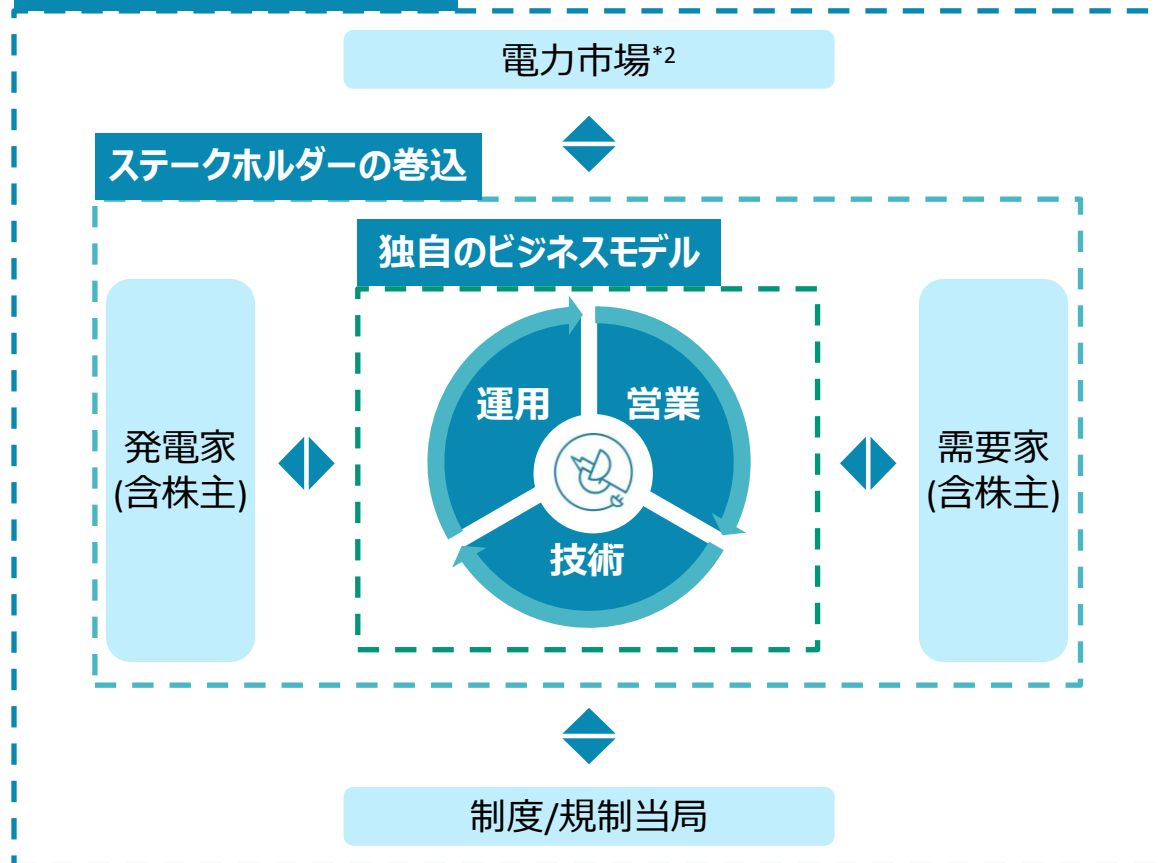 電力市場*2
ステークホルダーの巻込
独自のビジネスモデル
発電家
(含株主)
運用
営業
技術
需要家
(含株主)
制度/規制当局